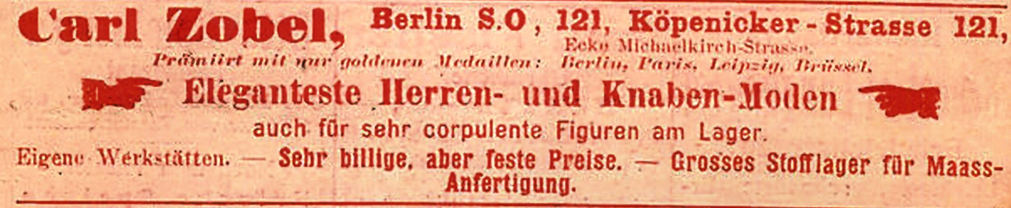 Carl Zobel, Berlin S.O, 121, Köpenicker-Strasse 121,
Ecke Michaelkirch-Strasse.
Prämiirt mit nur goldenen Medaillen: Berlin, Paris, Leipzig, Brüssel.
Eleganteste Herren- und Knaben-Moden
auch für sehr corpulente Figuren am Lager.
Eigene Werkstätten. — Sehr billige, aber feste Preise. — Grosses Stofflager für Maass-
Anfertigung.